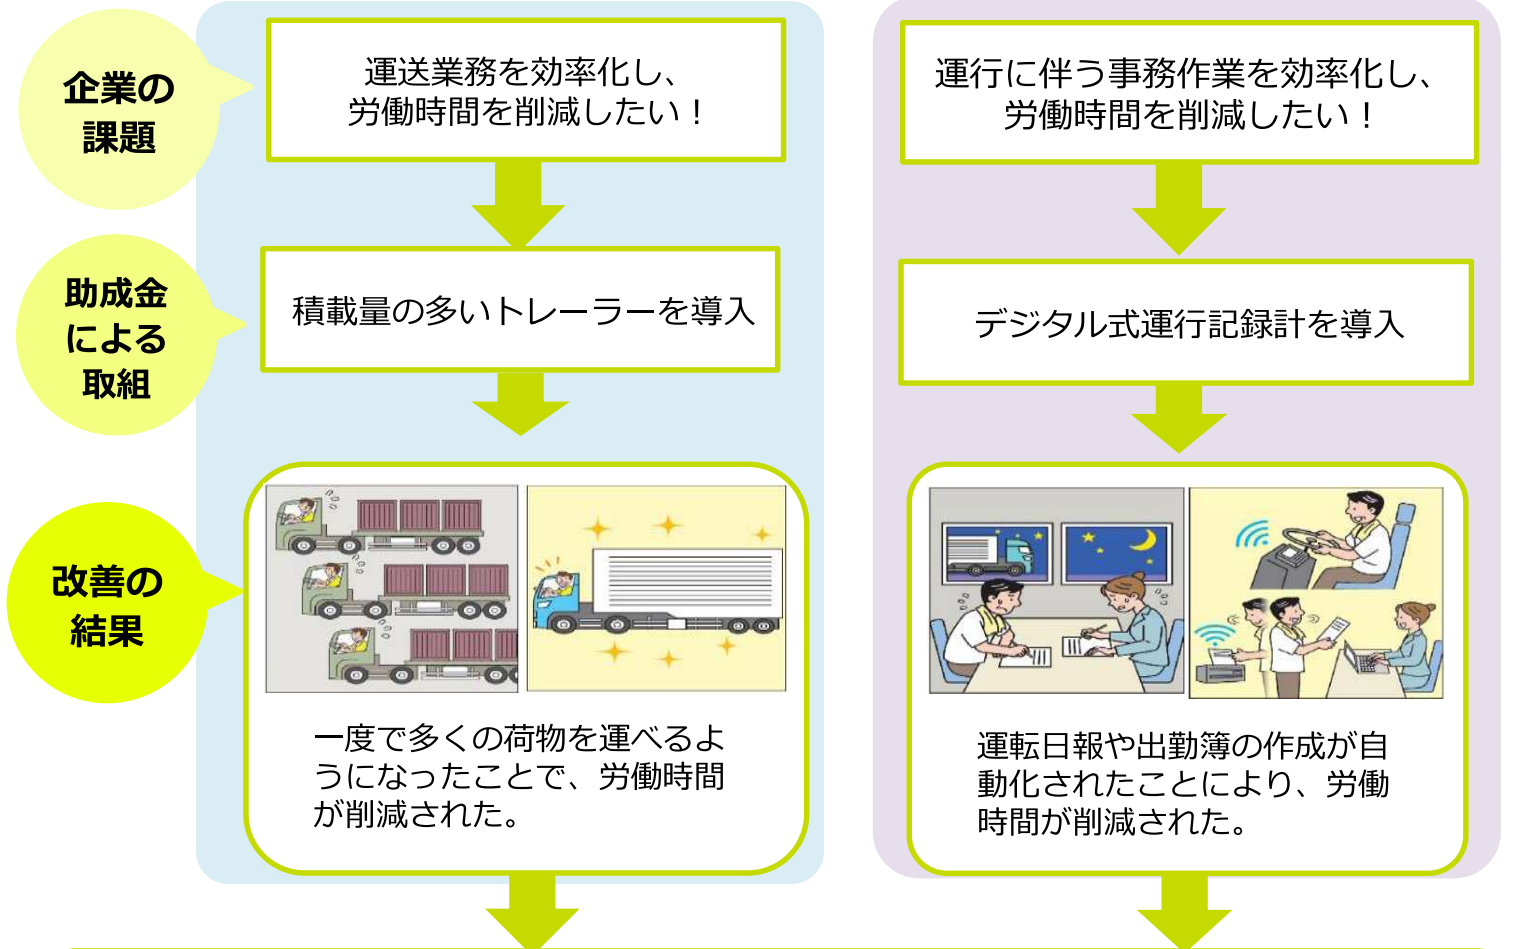 企業の
課題
運送業務を効率化し、
労働時間を削減したい！
運行に伴う事務作業を効率化し、
労働時間を削減したい！
助成金
による
取組
積載量の多いトレーラーを導入
デジタル式運行記録計を導入
改善の
結果
一度で多くの荷物を運べるよ
うになったことで、労働時間
が削減された。
運転日報や出勤簿の作成が自
動化されたことにより、労働
時間が削減された。